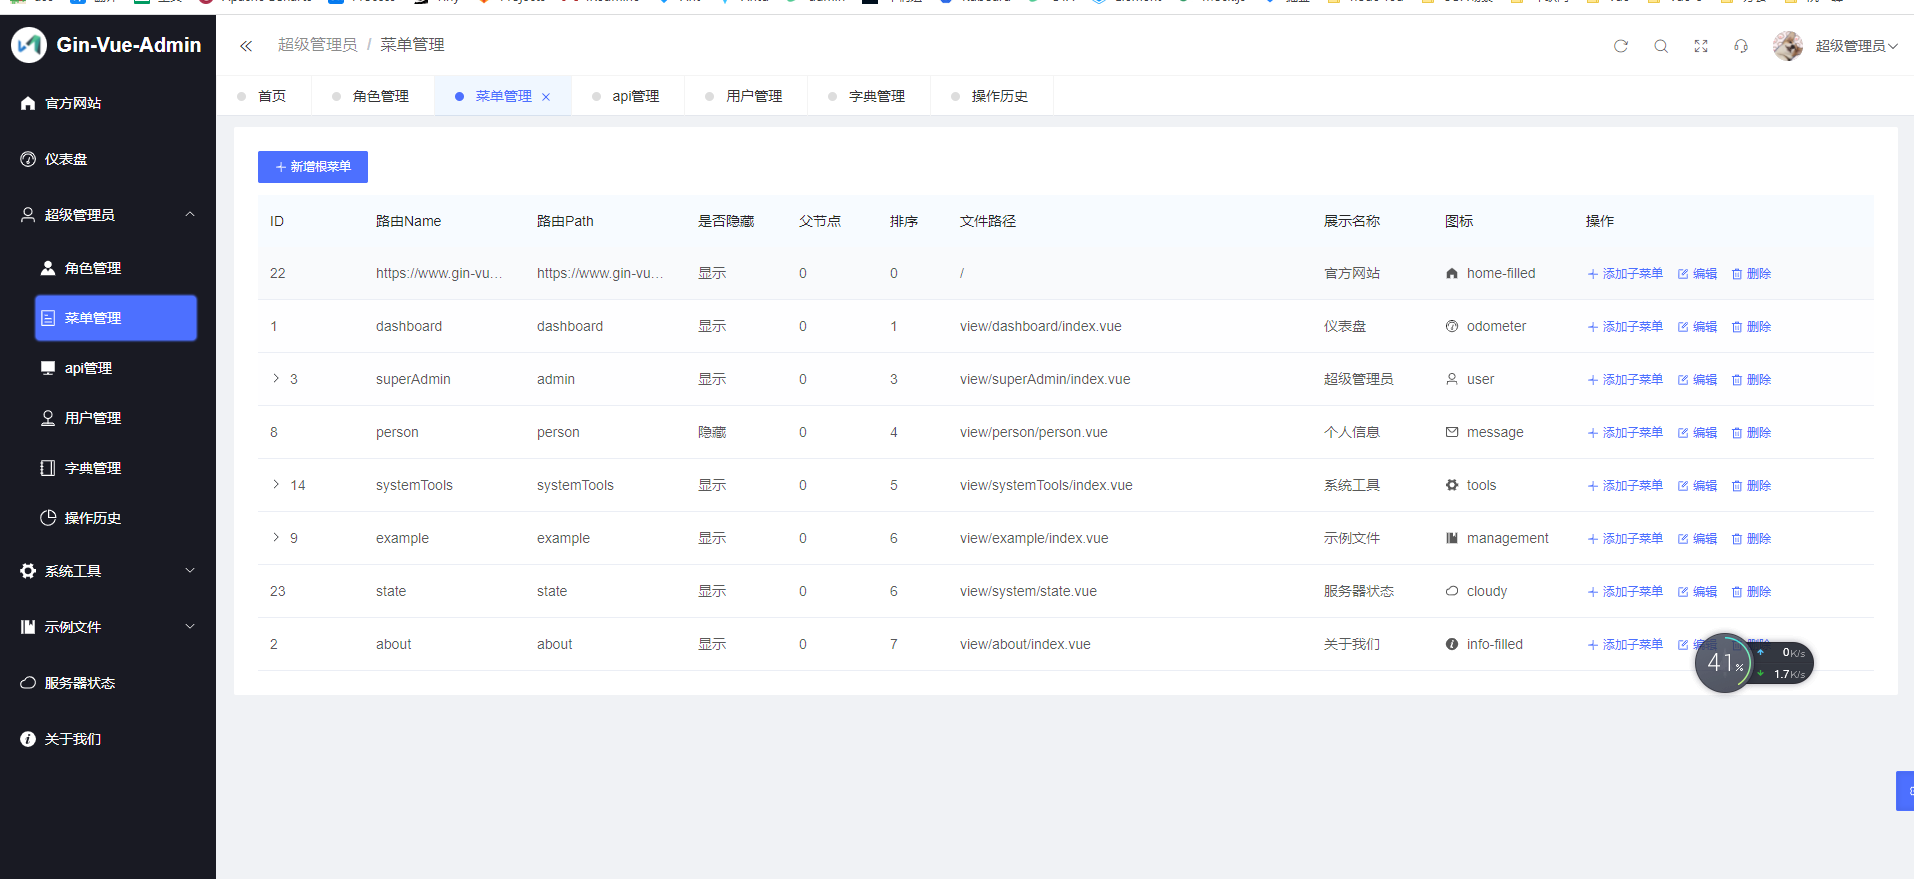 Gin-Vue-Admin
官方网站
仪表盘
超级管理员
角色管理
菜单管理
api管理
用户管理
字典管理
操作历史
系统工具
示例文件
服务器状态
关于我们
超级管理员 / 菜单管理
超级管理员
首页 角色管理 菜单管理 api管理 用户管理 字典管理 操作历史
新增根菜单
ID 路由Name 路由Path 是否隐藏 父节点 排序 文件路径 展示名称 图标 操作
22 https://www.gin-vu... https://www.gin-vu... 显示 0 0 / 官方网站 home-filled 添加子菜单 编辑 删除
1 dashboard dashboard 显示 0 1 view/dashboard/index.vue 仪表盘 odometer 添加子菜单 编辑 删除
3 superAdmin admin 显示 0 3 view/superAdmin/index.vue 超级管理员 user 添加子菜单 编辑 删除
8 person person 隐藏 0 4 view/person/person.vue 个人信息 message 添加子菜单 编辑 删除
14 systemTools systemTools 显示 0 5 view/systemTools/index.vue 系统工具 tools 添加子菜单 编辑 删除
9 example example 显示 0 6 view/example/index.vue 示例文件 management 添加子菜单 编辑 删除
23 state state 显示 0 6 view/system/state.vue 服务器状态 cloudy 添加子菜单 编辑 删除
2 about about 显示 0 7 view/about/index.vue 关于我们 info-filled 添加子菜单
41% 0K/s
1.7K/s